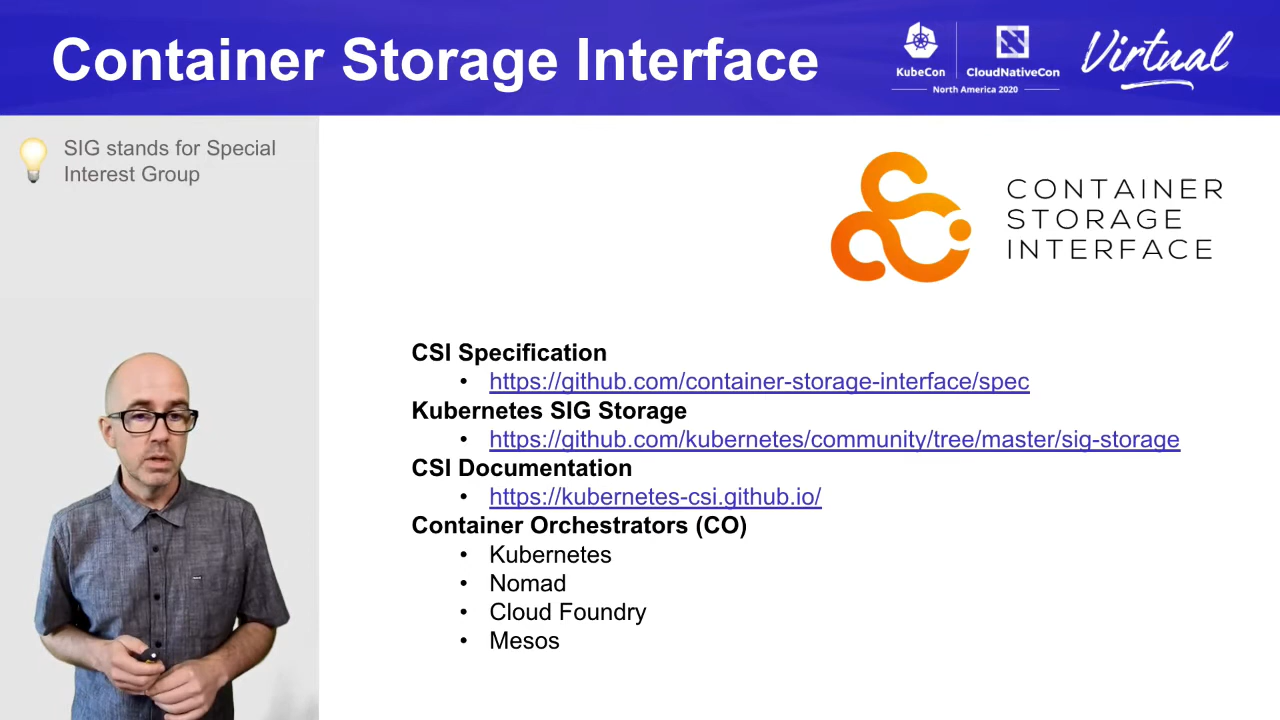 Container Storage Interface
KubeCon
CloudNativeCon
North America 2020
Virtual
SIG stands for Special
Interest Group
CONTAINER
STORAGE
INTERFACE
CSI Specification
• https://github.com/container-storage-interface/spec
Kubernetes SIG Storage
• https://github.com/kubernetes/community/tree/master/sig-storage
CSI Documentation
• https://kubernetes-csi.github.io/
Container Orchestrators (CO)
• Kubernetes
• Nomad
• Cloud Foundry
• Mesos